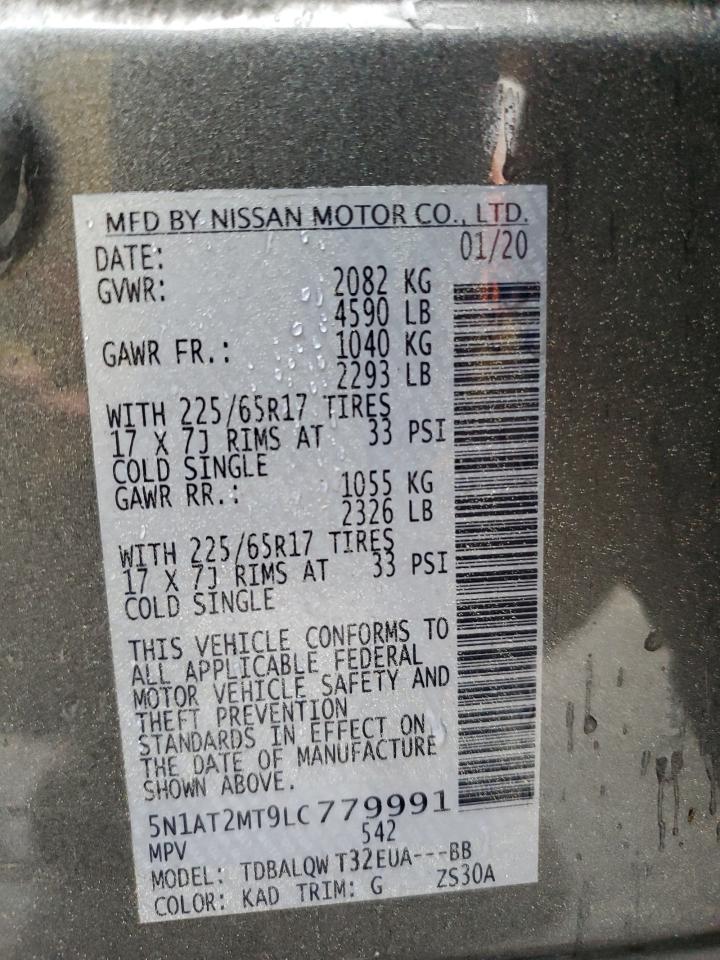 MFD BY NISSAN MOTOR CO., LTD.
DATE: 01/20
GVWR: 2082 KG
4590 LB
GAWR FR.: 1040 KG
2293 LB
WITH 225/65R17 TIRES
17 X 7J RIMS AT 33 PSI
COLD SINGLE
GAWR RR.: 1055 KG
2326 LB
WITH 225/65R17 TIRES
17 X 7J RIMS AT 33 PSI
COLD SINGLE
THIS VEHICLE CONFORMS TO
ALL APPLICABLE FEDERAL
MOTOR VEHICLE SAFETY AND
THEFT PREVENTION
STANDARDS IN EFFECT ON
THE DATE OF MANUFACTURE
SHOWN ABOVE.
5N1AT2MT9LC779991
MPV 542
MODEL: TDBALQW T32EUA---BB
COLOR: KAD TRIM: G ZS30A